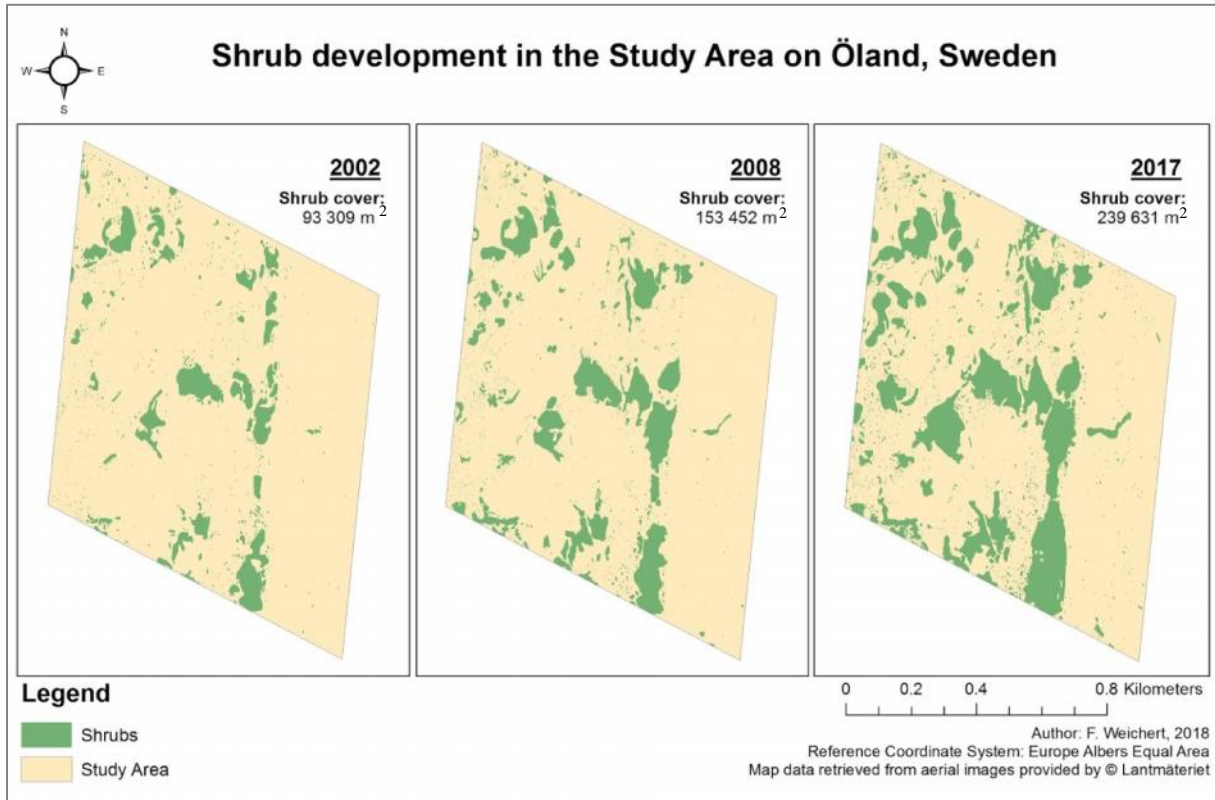 Shrub development in the Study Area on Öland, Sweden
N
W E
S
2002
Shrub cover:
93 309 m²
2008
Shrub cover:
153 452 m²
2017
Shrub cover:
239 631 m²
Legend
Shrubs
Study Area
0 0.2 0.4 0.8 Kilometers
Author: F. Weichert, 2018
Reference Coordinate System: Europe Albers Equal Area
Map data retrieved from aerial images provided by © Lantmäteriet